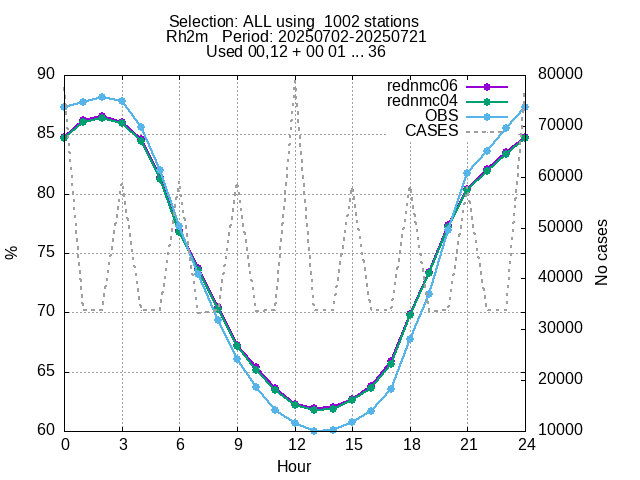 Selection: ALL using  1002 stations
Rh2m   Period: 20250702-20250721
Used 00,12 + 00 01 ... 36
90
85
80
75
70
65
60
%
80000
70000
60000
50000
40000
30000
20000
10000
No cases
rednmc06
rednmc04
OBS
CASES
0 3 6 9 12 15 18 21 24
Hour